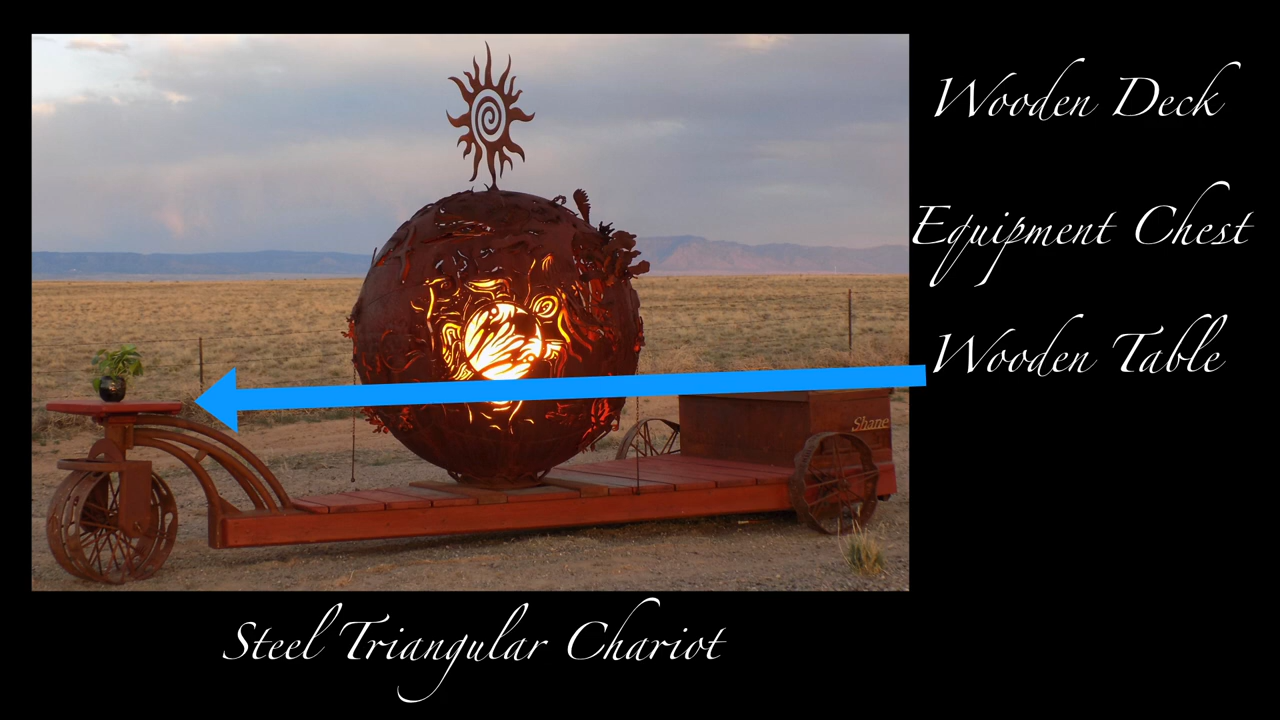 Wooden Deck
Equipment Chest
Wooden Table
Shane
Steel Triangular Chariot